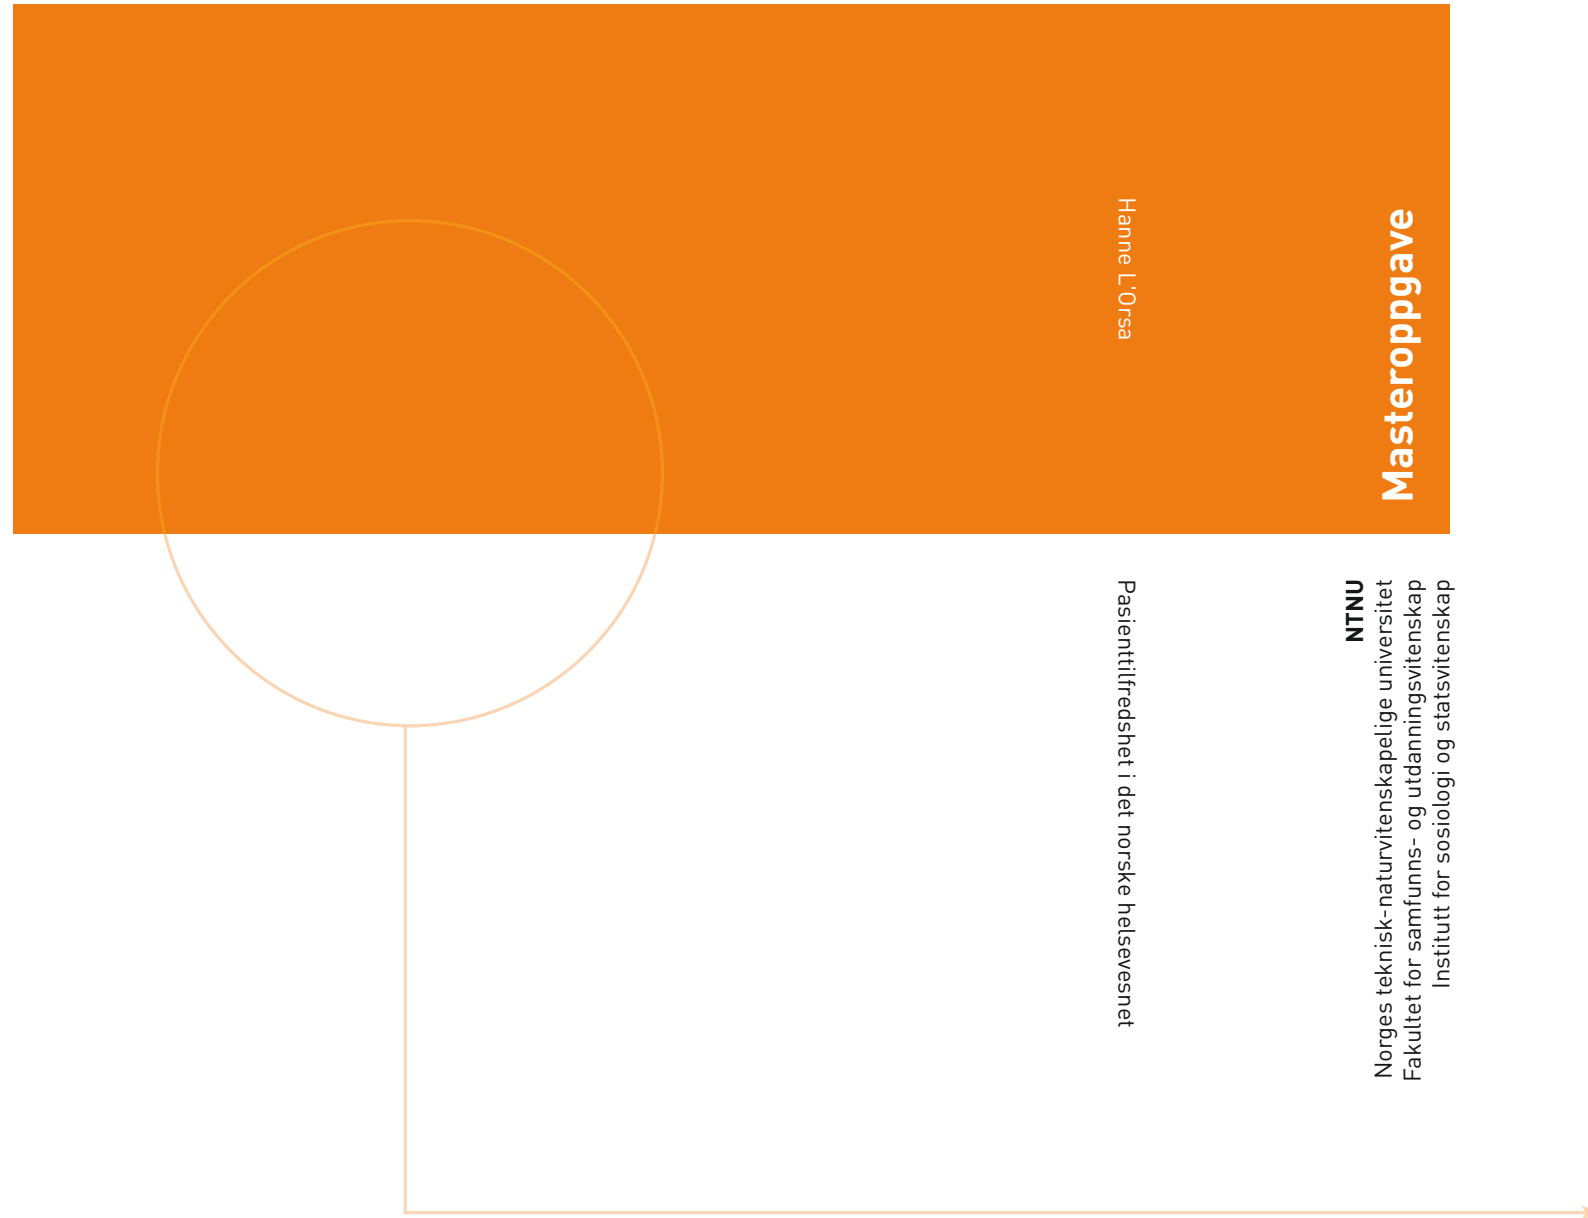 Masteroppgave
NTNU
Norges teknisk-naturvitenskapelige universitet
Fakultet for samfunns- og utdanningsvitenskap
Institutt for sosiologi og statsvitenskap
Hanne L'Orsa
Pasienttilfredshet i det norske helsevesnet